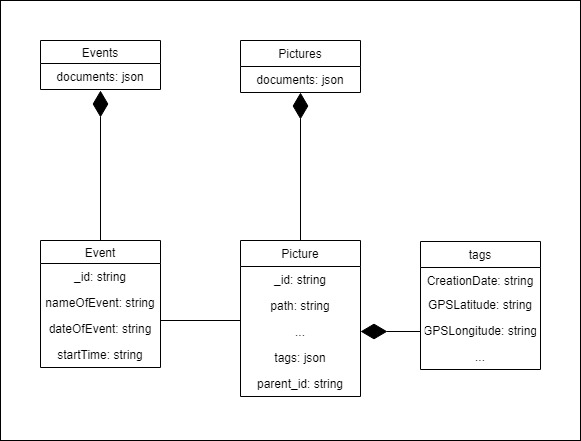 Events
documents: json
Pictures
documents: json
Event
_id: string
nameOfEvent: string
dateOfEvent: string
startTime: string
Picture
_id: string
path: string
...
tags: json
parent_id: string
tags
CreationDate: string
GPSLatitude: string
GPSLongitude: string
...